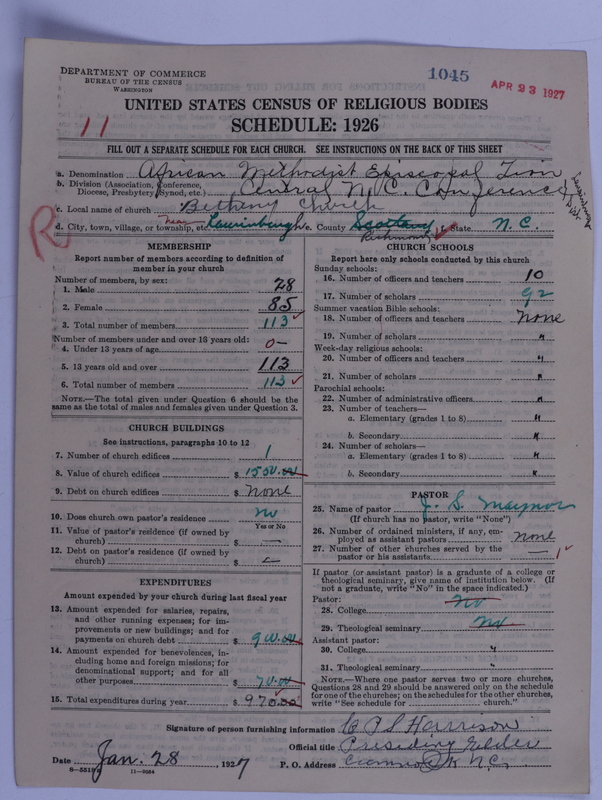 DEPARTMENT OF COMMERCE
BUREAU OF THE CENSUS
WASHINGTON
1045
APR 23 1927
UNITED STATES CENSUS OF RELIGIOUS BODIES
11
SCHEDULE: 1926
FILL OUT A SEPARATE SCHEDULE FOR EACH CHURCH. SEE INSTRUCTIONS ON THE BACK OF THIS SHEET
a. Denomination African Methodist Episcopal Zion
b. Division (Association, Conference, Diocese, Presbytery, Synod, etc.) Central N.C. Conference
c. Local name of church Betheny Church
R
d. City, town, village, or township, etc. near Laurinburgh e. County Scotland Richmond f. State N.C.
MEMBERSHIP
Report number of members according to definition of member in your church
Number of members, by sex:
1. Male 28
2. Female 85
3. Total number of members 113
Number of members under and over 13 years old:
4. Under 13 years of age 0-
5. 13 years old and over 113
6. Total number of members 113
NOTE.—The total given under Question 6 should be the same as the total of males and females given under Question 3.
CHURCH BUILDINGS
See instructions, paragraphs 10 to 12
7. Number of church edifices 1
8. Value of church edifices $ 1550.00
9. Debt on church edifices $ None
10. Does church own pastor's residence No
Yes or No
11. Value of pastor's residence (if owned by church) $ —
12. Debt on pastor's residence (if owned by church) $ —
EXPENDITURES
Amount expended by your church during last fiscal year
13. Amount expended for salaries, repairs, and other running expenses; for improvements or new buildings; and for payments on church debt $ 900.00
14. Amount expended for benevolences, including home and foreign missions; for denominational support; and for all other purposes $ 70.00
15. Total expenditures during year $ 970.00
CHURCH SCHOOLS
Report here only schools conducted by this church
Sunday schools:
16. Number of officers and teachers 10
17. Number of scholars 92
Summer vacation Bible schools:
18. Number of officers and teachers None
19. Number of scholars "
Week-day religious schools:
20. Number of officers and teachers "
21. Number of scholars "
Parochial schools:
22. Number of administrative officers "
23. Number of teachers—
a. Elementary (grades 1 to 8) "
b. Secondary "
24. Number of scholars—
a. Elementary (grades 1 to 8) "
b. Secondary "
PASTOR
25. Name of pastor J. S. Maynor
(If church has no pastor, write "None")
26. Number of ordained ministers, if any, employed as assistant pastors None
27. Number of other churches served by the pastor or his assistants — 1
If pastor (or assistant pastor) is a graduate of a college or theological seminary, give name of institution below. (If not a graduate, write "No" in the space indicated.)
Pastor:
28. College No
29. Theological seminary No
Assistant pastor:
30. College "
31. Theological seminary "
NOTE.—Where one pastor serves two or more churches, Questions 28 and 29 should be answered only on the schedule for one of the churches; on the schedules for the other churches, write "See schedule for church."
Signature of person furnishing information C P S Harrison
Official title Presiding Elder
Date Jan. 28, 1927
P. O. Address N.C.
11—9264